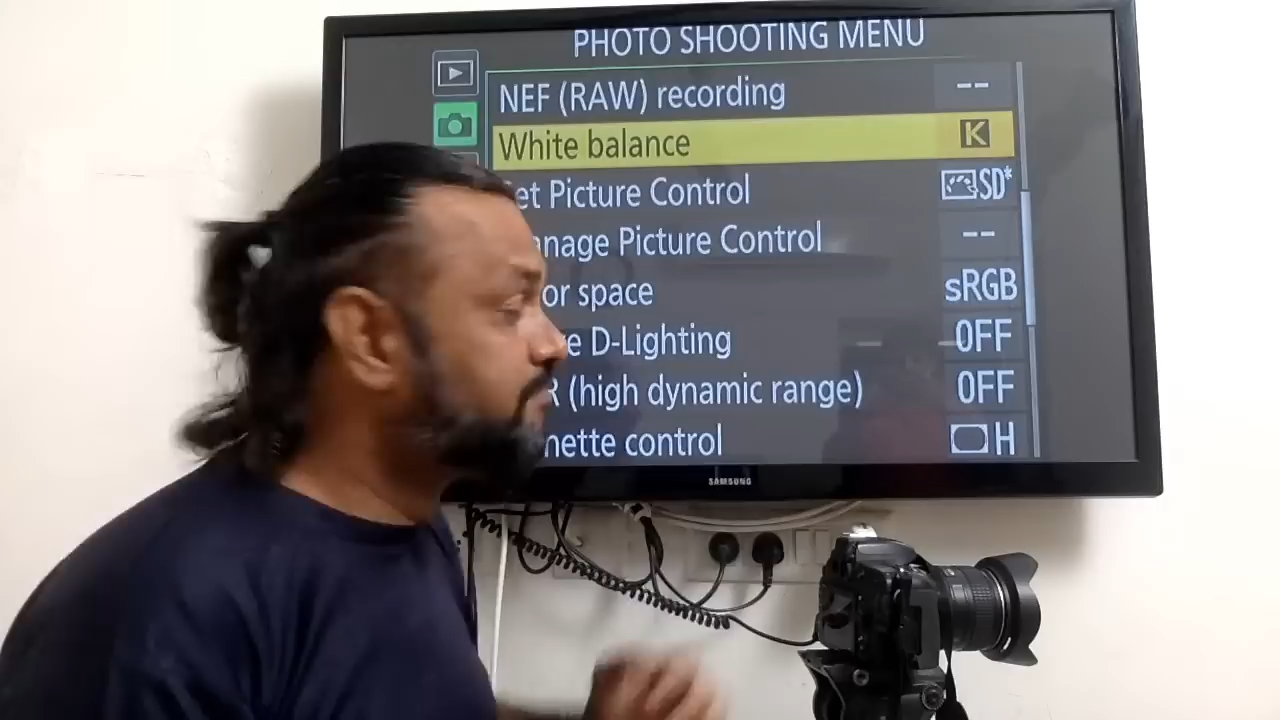 PHOTO SHOOTING MENU
NEF (RAW) recording --
White balance K
et Picture Control SD*
anage Picture Control --
or space sRGB
e D-Lighting OFF
R (high dynamic range) OFF
nette control H
SAMSUNG